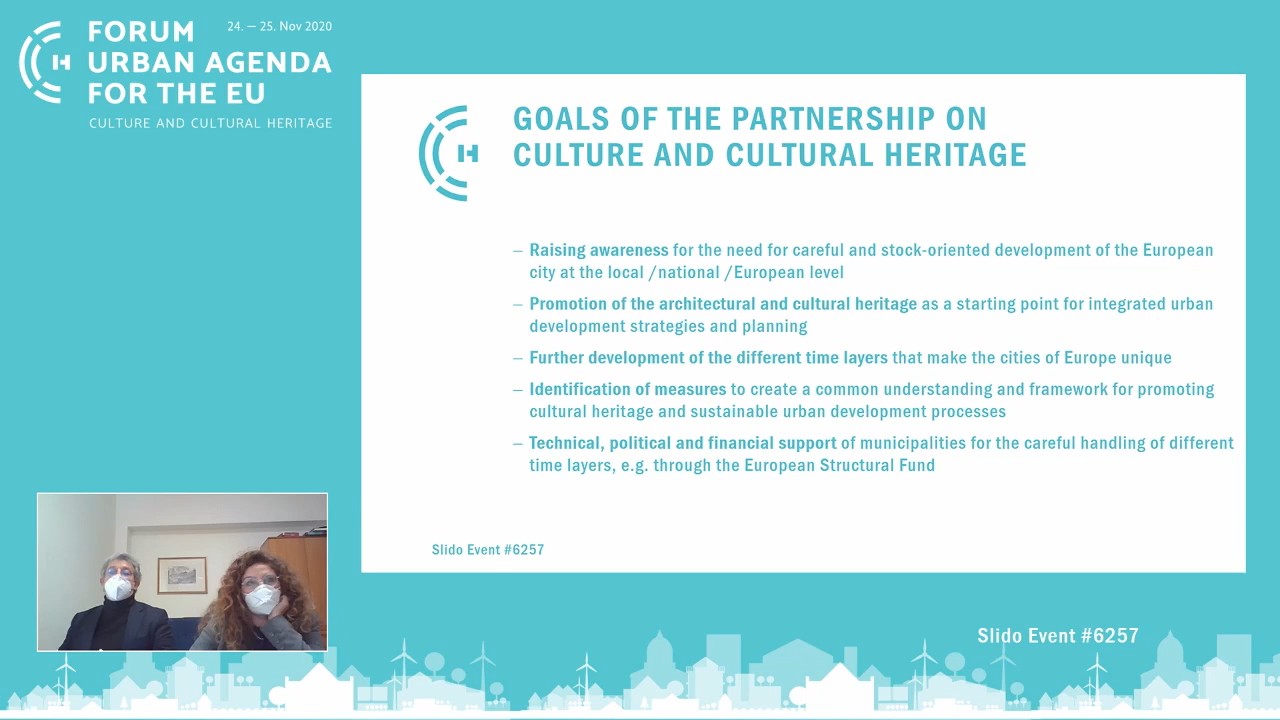 FORUM
24. — 25. Nov 2020
URBAN AGENDA
FOR THE EU
CULTURE AND CULTURAL HERITAGE
GOALS OF THE PARTNERSHIP ON
CULTURE AND CULTURAL HERITAGE
– Raising awareness for the need for careful and stock-oriented development of the European
city at the local /national /European level
– Promotion of the architectural and cultural heritage as a starting point for integrated urban
development strategies and planning
– Further development of the different time layers that make the cities of Europe unique
– Identification of measures to create a common understanding and framework for promoting
cultural heritage and sustainable urban development processes
– Technical, political and financial support of municipalities for the careful handling of different
time layers, e.g. through the European Structural Fund
Slido Event #6257
Slido Event #6257